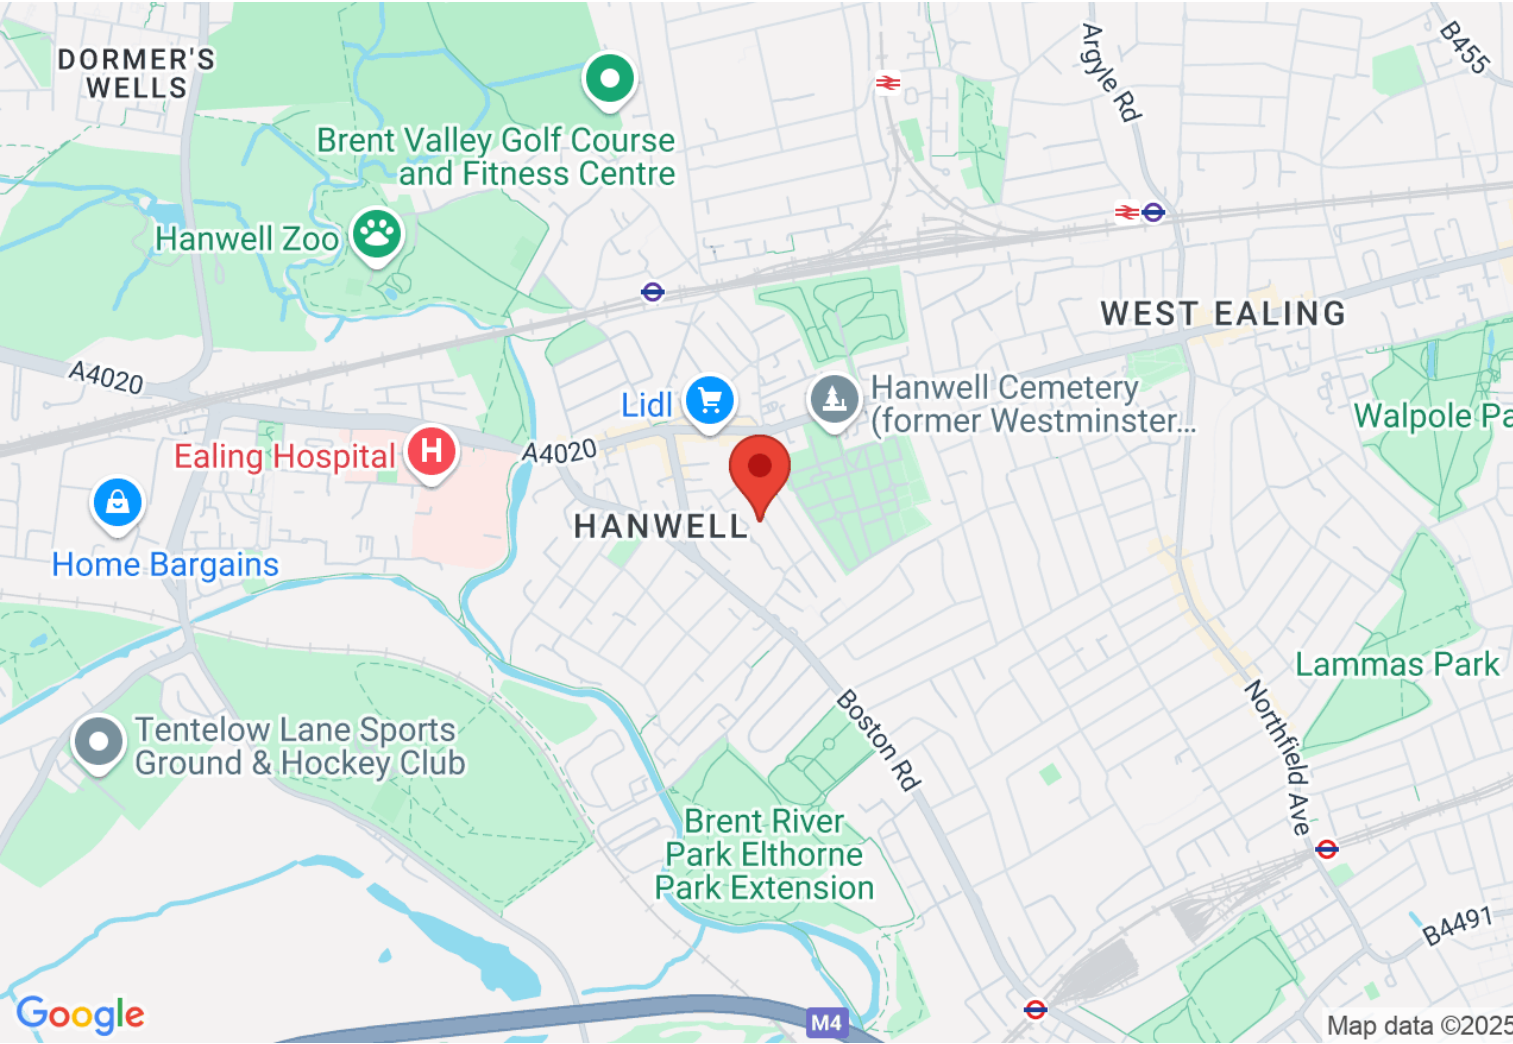 DORMER'S
WELLS
Argyle Rd
B455
Brent Valley Golf Course
and Fitness Centre
Hanwell Zoo
WEST EALING
A4020
Lidl
Hanwell Cemetery
(former Westminster...
Walpole Pa
A4020
Ealing Hospital
H
HANWELL
Home Bargains
Lammas Park
Boston Rd
Northfield Ave
Tentelow Lane Sports
Ground & Hockey Club
Brent River
Park Elthorne
Park Extension
B4491
Google
M4
Map data ©2025